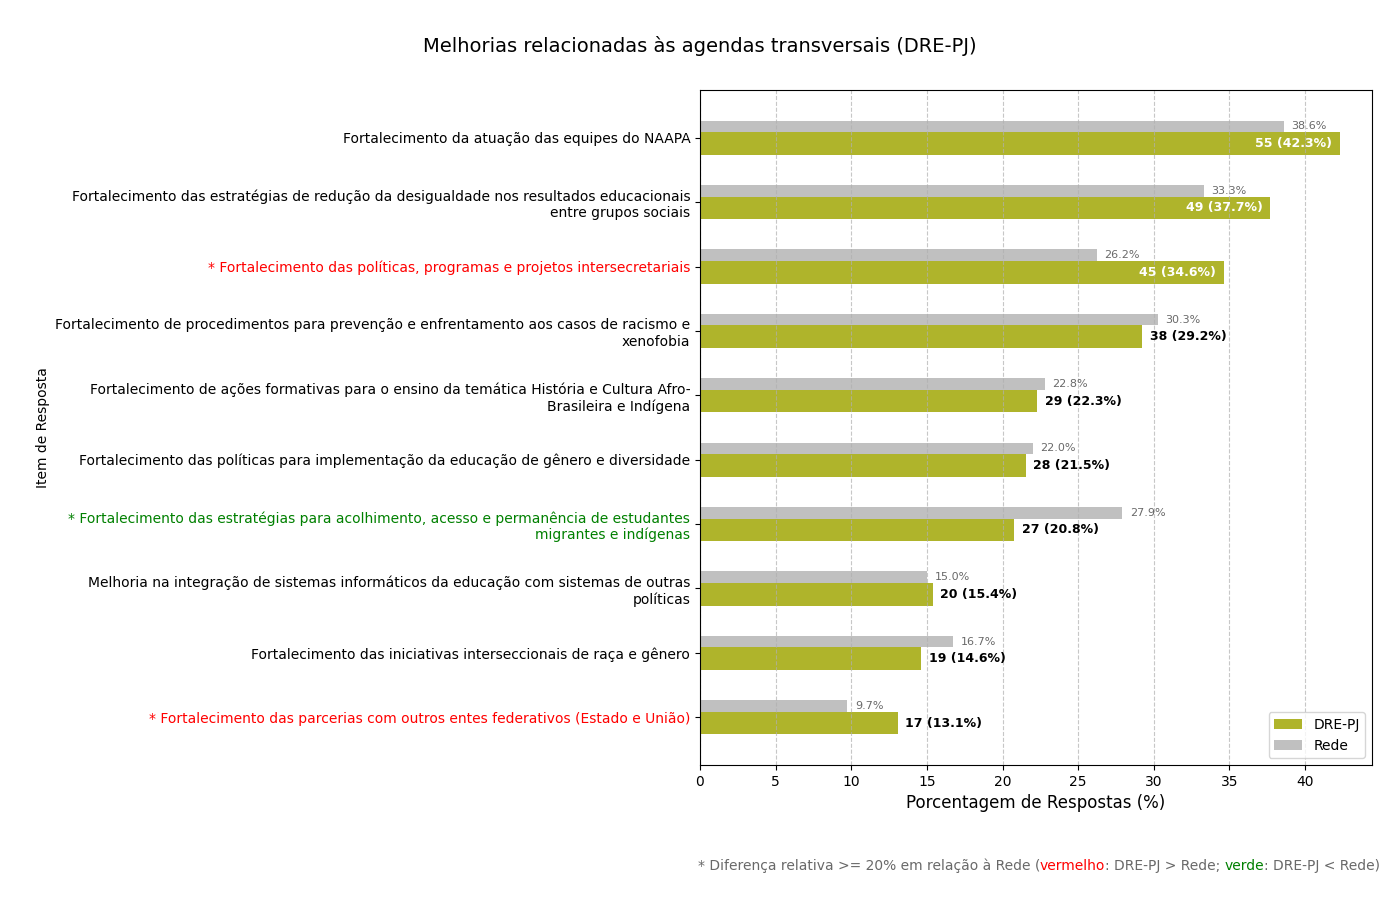 Melhorias relacionadas às agendas transversais (DRE-PJ)
Item de Resposta
Fortalecimento da atuação das equipes do NAAPA
38.6%
55 (42.3%)
Fortalecimento das estratégias de redução da desigualdade nos resultados educacionais
entre grupos sociais
33.3%
49 (37.7%)
* Fortalecimento das políticas, programas e projetos intersecretariais
26.2%
45 (34.6%)
Fortalecimento de procedimentos para prevenção e enfrentamento aos casos de racismo e
xenofobia
30.3%
38 (29.2%)
Fortalecimento de ações formativas para o ensino da temática História e Cultura Afro-
Brasileira e Indígena
22.8%
29 (22.3%)
Fortalecimento das políticas para implementação da educação de gênero e diversidade
22.0%
28 (21.5%)
* Fortalecimento das estratégias para acolhimento, acesso e permanência de estudantes
migrantes e indígenas
27.9%
27 (20.8%)
Melhoria na integração de sistemas informáticos da educação com sistemas de outras
políticas
15.0%
20 (15.4%)
Fortalecimento das iniciativas interseccionais de raça e gênero
16.7%
19 (14.6%)
* Fortalecimento das parcerias com outros entes federativos (Estado e União)
9.7%
17 (13.1%)
DRE-PJ
Rede
0 5 10 15 20 25 30 35 40
Porcentagem de Respostas (%)
* Diferença relativa >= 20% em relação à Rede (vermelho: DRE-PJ > Rede; verde: DRE-PJ < Rede)